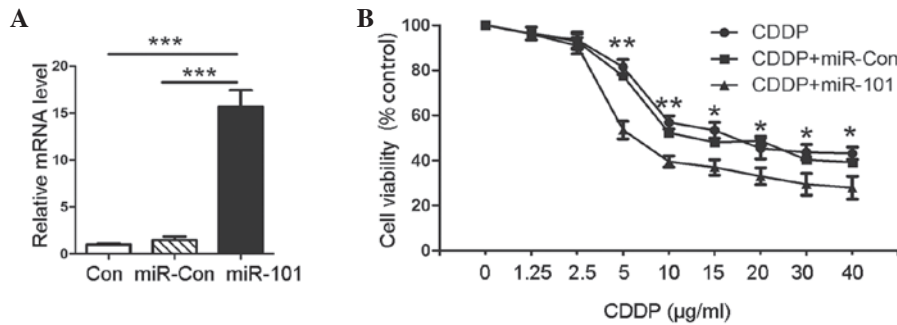 A
Relative mRNA level
20
15
10
5
0
***
***
Con miR-Con miR-101
B
Cell viability (% control)
100
80
60
40
20
0
** ** * * * *
CDDP
CDDP+miR-Con
CDDP+miR-101
0 1.25 2.5 5 10 15 20 30 40
CDDP (μg/ml)